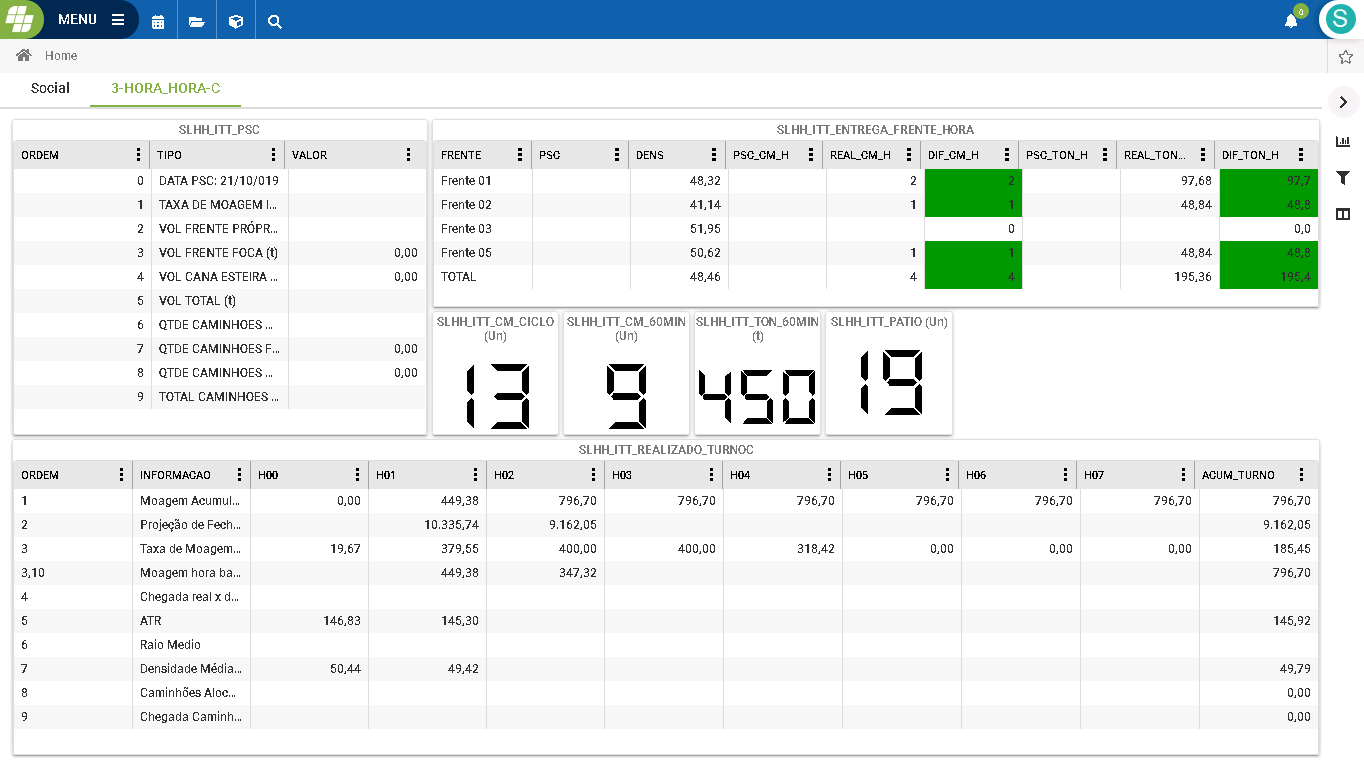 MENU
0
S
Home
Social 3-HORA_HORA-C
SLHH_ITT_PSC
ORDEM TIPO VALOR
0 DATA PSC: 21/10/019
1 TAXA DE MOAGEM I...
2 VOL FRENTE PRÓPR...
3 VOL FRENTE FOCA (t) 0,00
4 VOL CANA ESTEIRA ... 0,00
5 VOL TOTAL (t)
6 QTDE CAMINHOES ...
7 QTDE CAMINHOES F... 0,00
8 QTDE CAMINHOES ... 0,00
9 TOTAL CAMINHOES ...
SLHH_ITT_ENTREGA_FRENTE_HORA
FRENTE PSC DENS PSC_CM_H REAL_CM_H DIF_CM_H PSC_TON_H REAL_TON... DIF_TON_H
Frente 01 48,32 2 2 97,68 97,7
Frente 02 41,14 1 1 48,84 48,8
Frente 03 51,95 0 0,0
Frente 05 50,62 1 1 48,84 48,8
TOTAL 48,46 4 4 195,36 195,4
SLHH_ITT_CM_CICLO
(Un)
13
SLHH_ITT_CM_60MIN
(Un)
9
SLHH_ITT_TON_60MIN
(t)
450
SLHH_ITT_PATIO (Un)
19
SLHH_ITT_REALIZADO_TURNOC
ORDEM INFORMACAO H00 H01 H02 H03 H04 H05 H06 H07 ACUM_TURNO
1 Moagem Acumul... 0,00 449,38 796,70 796,70 796,70 796,70 796,70 796,70 796,70
2 Projeção de Fech... 10.335,74 9.162,05 9.162,05
3 Taxa de Moagem... 19,67 379,55 400,00 400,00 318,42 0,00 0,00 0,00 185,45
3,10 Moagem hora ba... 449,38 347,32 796,70
4 Chegada real x d...
5 ATR 146,83 145,30 145,92
6 Raio Medio
7 Densidade Média... 50,44 49,42 49,79
8 Caminhões Aloc... 0,00
9 Chegada Caminh... 0,00